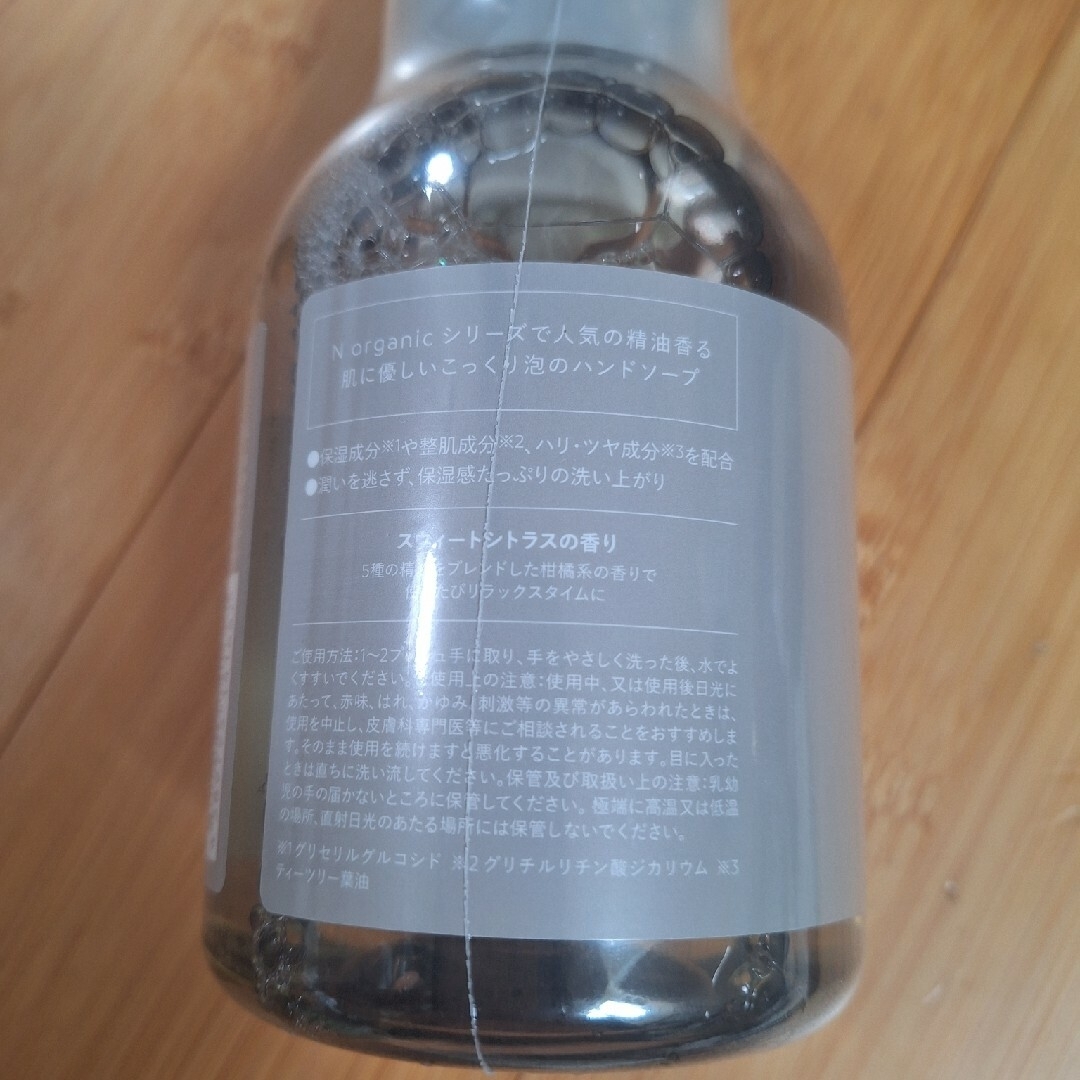 N organic シリーズで人気の精油香る
肌に優しいこっくり泡のハンドソープ
●保湿成分※1や整肌成分※2、ハリ・ツヤ成分※3を配合
●潤いを逃さず、保湿感たっぷりの洗い上がり
スウィートシトラスの香り
5種の精油をブレンドした柑橘系の香りで
使うたびリラックスタイムに
ご使用方法:1~2プッシュ手に取り、手をやさしく洗った後、水でよ
くすすいでください。ご使用上の注意:使用中、又は使用後日光に
あたって、赤味、はれ、かゆみ、刺激等の異常があらわれたときは、
使用を中止し、皮膚科専門医等にご相談されることをおすすめしま
す。そのまま使用を続けますと悪化することがあります。目に入った
ときは直ちに洗い流してください。保管及び取扱い上の注意:乳幼
児の手の届かないところに保管してください。極端に高温又は低温
の場所、直射日光のあたる場所には保管しないでください。
※1グリセリルグルコシド ※2 グリチルリチン酸ジカリウム ※3
ティーツリー葉油